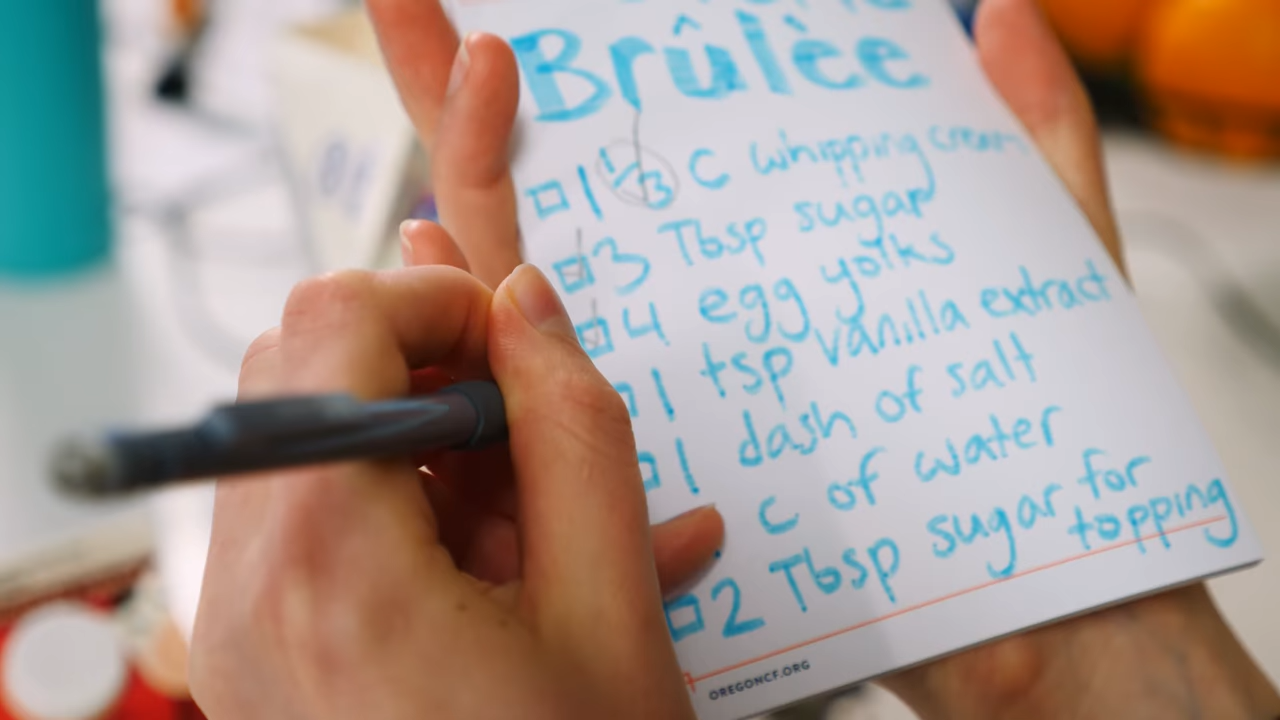 Brûlèe
1 1/3 C whipping cream
3 Tbsp sugar
4 egg yolks
1 tsp vanilla extract
1 dash of salt
C of water
2 Tbsp sugar for topping
OREGONCF.ORG